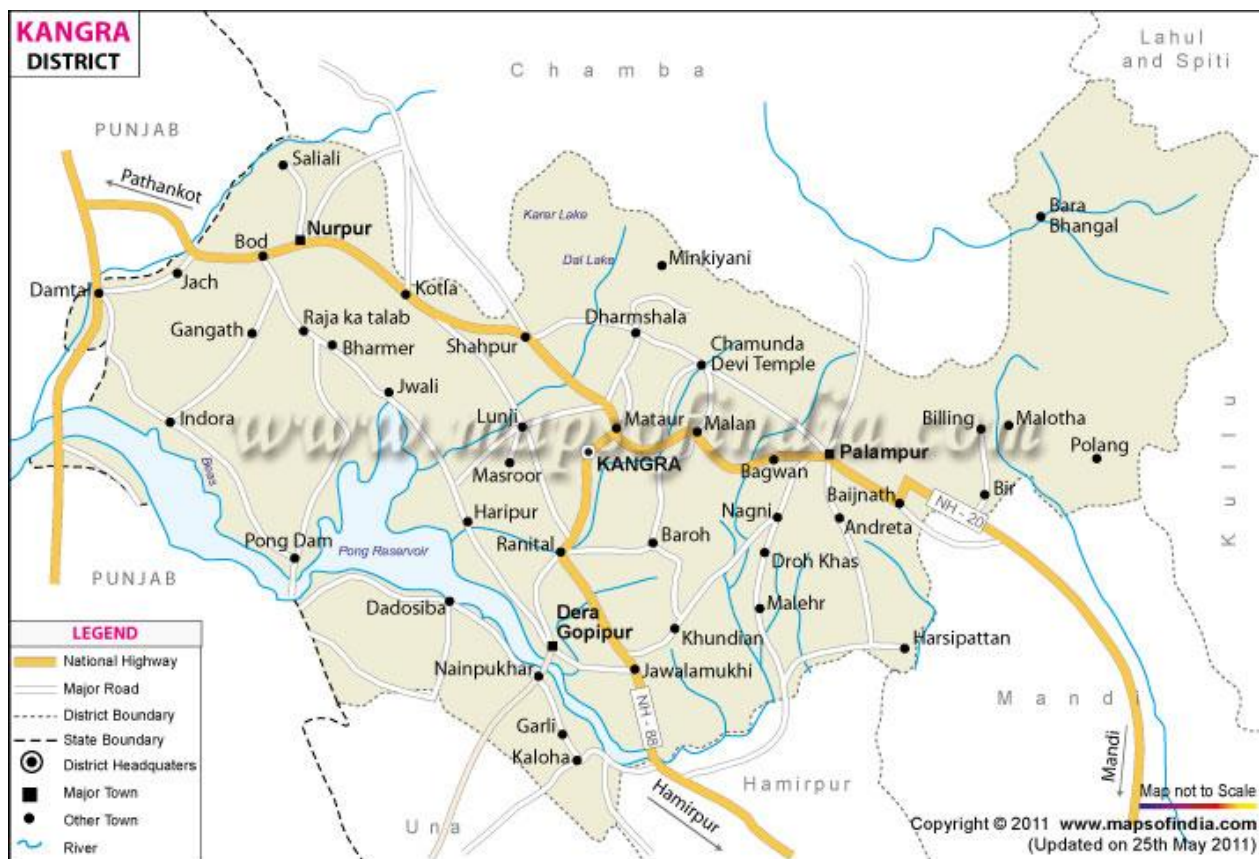 KANGRA
DISTRICT
Lahul
and Spiti
Chamba
PUNJAB
Pathankot
Saliali
Karer Lake
Bara
Bhangal
Nurpur
Bod
Dal Lake
Minkiyani
Jach
Damtal
Kotla
Gangath
Raja ka talab
Bharmer
Dharmshala
Shahpur
Chamunda
Devi Temple
Jwali
Indora
Lunji
Mataur
Malan
Billing
Malotha
Kullu
www.mapsofindia.com
Polang
KANGRA
Palampur
Masroor
Bagwan
Beas
Baijnath
Bir
NH - 20
Haripur
Nagni
Andreta
Pong Dam
Pong Reservoir
Ranital
Baroh
Droh Khas
PUNJAB
Dadosiba
Dera
Gopipur
Malehr
Khundian
Harsipattan
LEGEND
National Highway
Major Road
District Boundary
State Boundary
District Headquaters
Major Town
Other Town
River
Nainpukhar
Jawalamukhi
NH - 88
Mandi
Garli
Kaloha
Hamirpur
Mandi
Una
Hamirpur
Map not to Scale
Copyright © 2011 www.mapsofindia.com
(Updated on 25th May 2011)